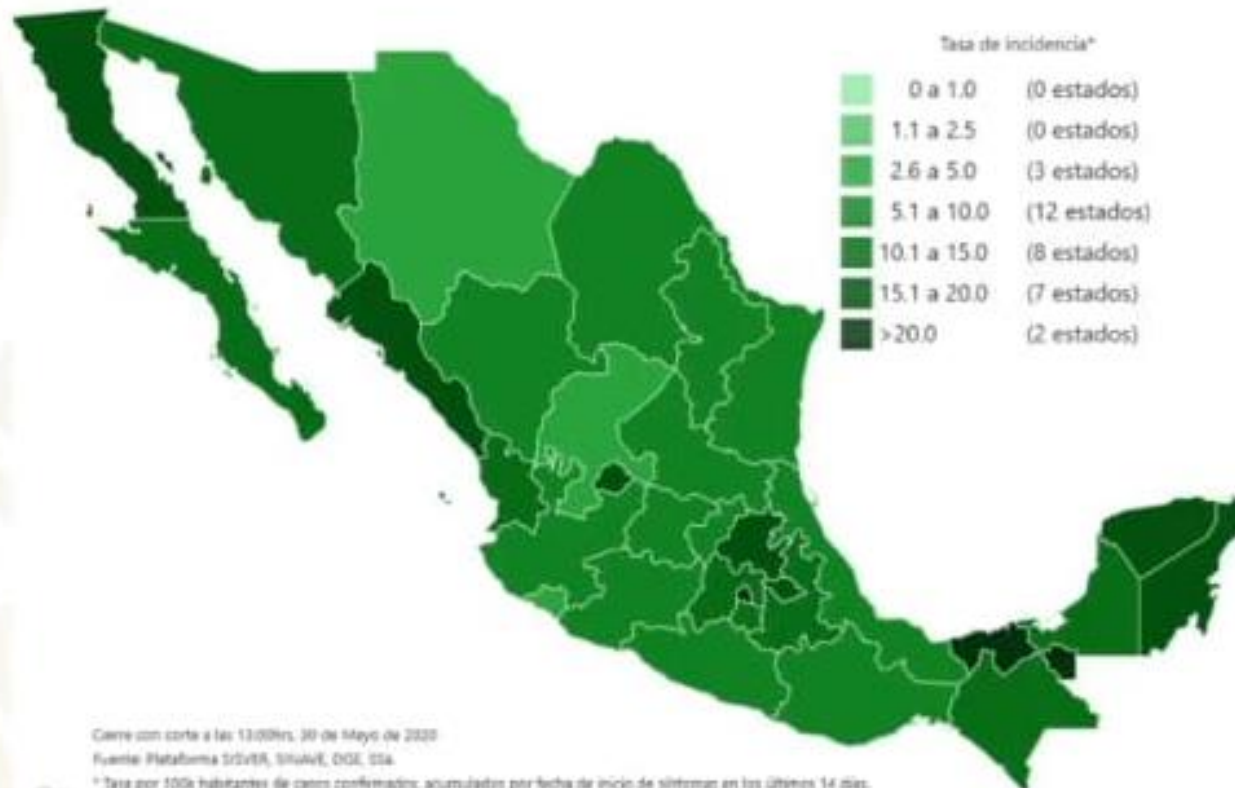 Tasa de incidencia*
0 a 1.0 (0 estados)
1.1 a 2.5 (0 estados)
2.6 a 5.0 (3 estados)
5.1 a 10.0 (12 estados)
10.1 a 15.0 (8 estados)
15.1 a 20.0 (7 estados)
>20.0 (2 estados)
Cierre con corte a las 13:00hrs, 30 de Mayo de 2020
Fuente: Plataforma SISVER, SINAVE, DGE, SSa.
* Tasa por 100k habitantes de casos confirmados, acumulados por fecha de inicio de síntomas en los últimos 14 días.